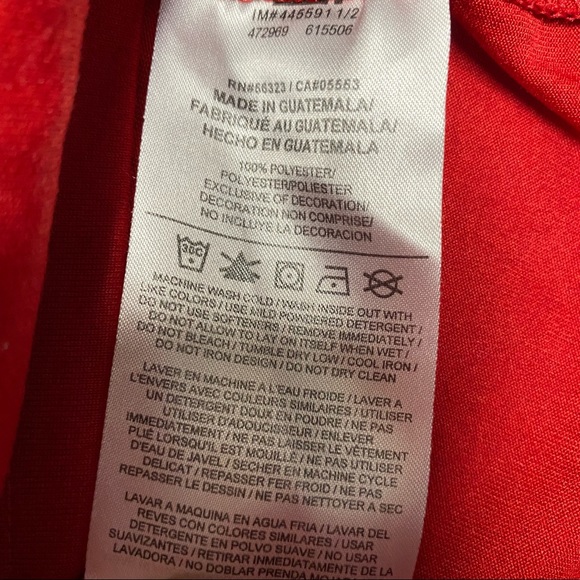 IM#445591 1/2
472969 615506
RN#56323 / CA#05553
MADE IN GUATEMALA/
FABRIQUÉ AU GUATEMALA/
HECHO EN GUATEMALA
100% POLYESTER/
POLYESTER/POLIESTER
EXCLUSIVE OF DECORATION/
DECORATION NON COMPRISE/
NO INCLUYE LA DECORACION
30C
MACHINE WASH COLD / WASH INSIDE OUT WITH
LIKE COLORS / USE MILD POWDERED DETERGENT /
DO NOT USE SOFTENERS / REMOVE IMMEDIATELY /
DO NOT ALLOW TO LAY ON ITSELF WHEN WET /
DO NOT BLEACH / TUMBLE DRY LOW / COOL IRON /
DO NOT IRON DESIGN / DO NOT DRY CLEAN
LAVER EN MACHINE A L'EAU FROIDE / LAVER A
L'ENVERS AVEC COULEURS SIMILAIRES / UTILISER
UN DETERGENT DOUX EN POUDRE / NE PAS
UTILISER D'ADOUCISSEUR / ENLEVER
IMMEDIATEMENT / NE PAS LAISSER LE VÊTEMENT
PLIÉ LORSQU'IL EST MOUILLÉ / NE PAS UTILISER
D'EAU DE JAVEL / SECHER EN MACHINE CYCLE
DELICAT / REPASSER FER FROID / NE PAS
REPASSER LE DESSIN / NE PAS NETTOYER A SEC
LAVAR A MAQUINA EN AGUA FRIA / LAVAR DEL
REVES CON COLORES SIMILARES / USAR
DETERGENTE EN POLVO SUAVE / NO USAR
SUAVIZANTES / RETIRAR INMEDIATAMENTE DE LA
LAVADORA / NO DOBLAR PRENDA